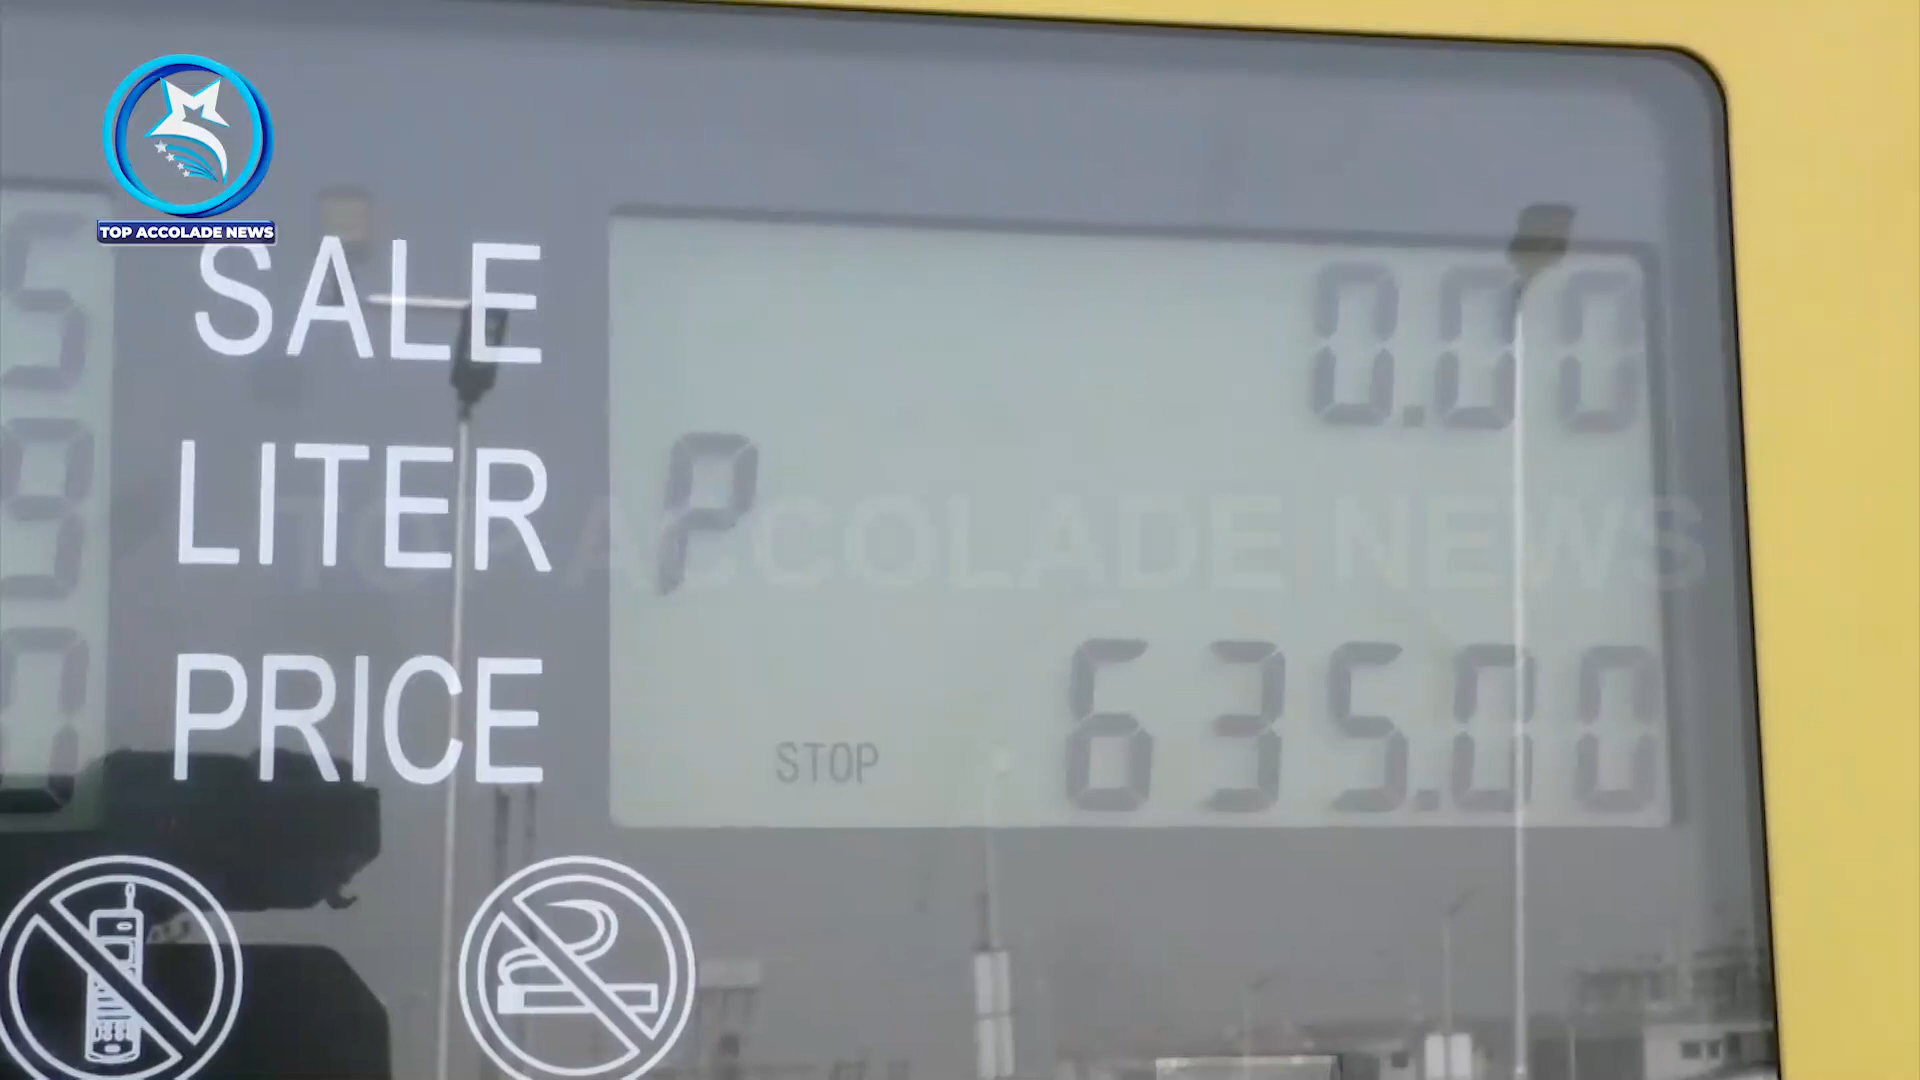 TOP ACCOLADE NEWS
SALE 0.00
LITER P
TOP ACCOLADE NEWS
PRICE 635.00
STOP